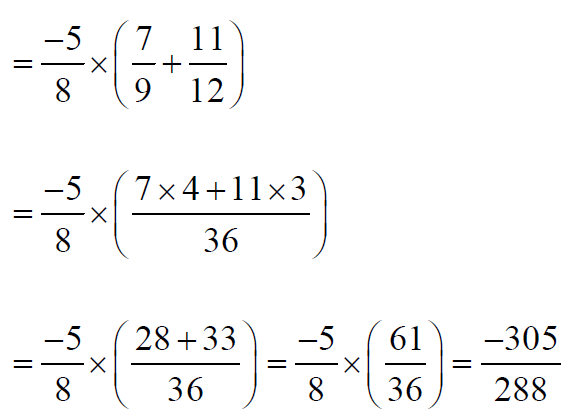 = -5/8 × (7/9 + 11/12)
= -5/8 × ((7 × 4 + 11 × 3)/36)
= -5/8 × ((28 + 33)/36) = -5/8 × (61/36) = -305/288